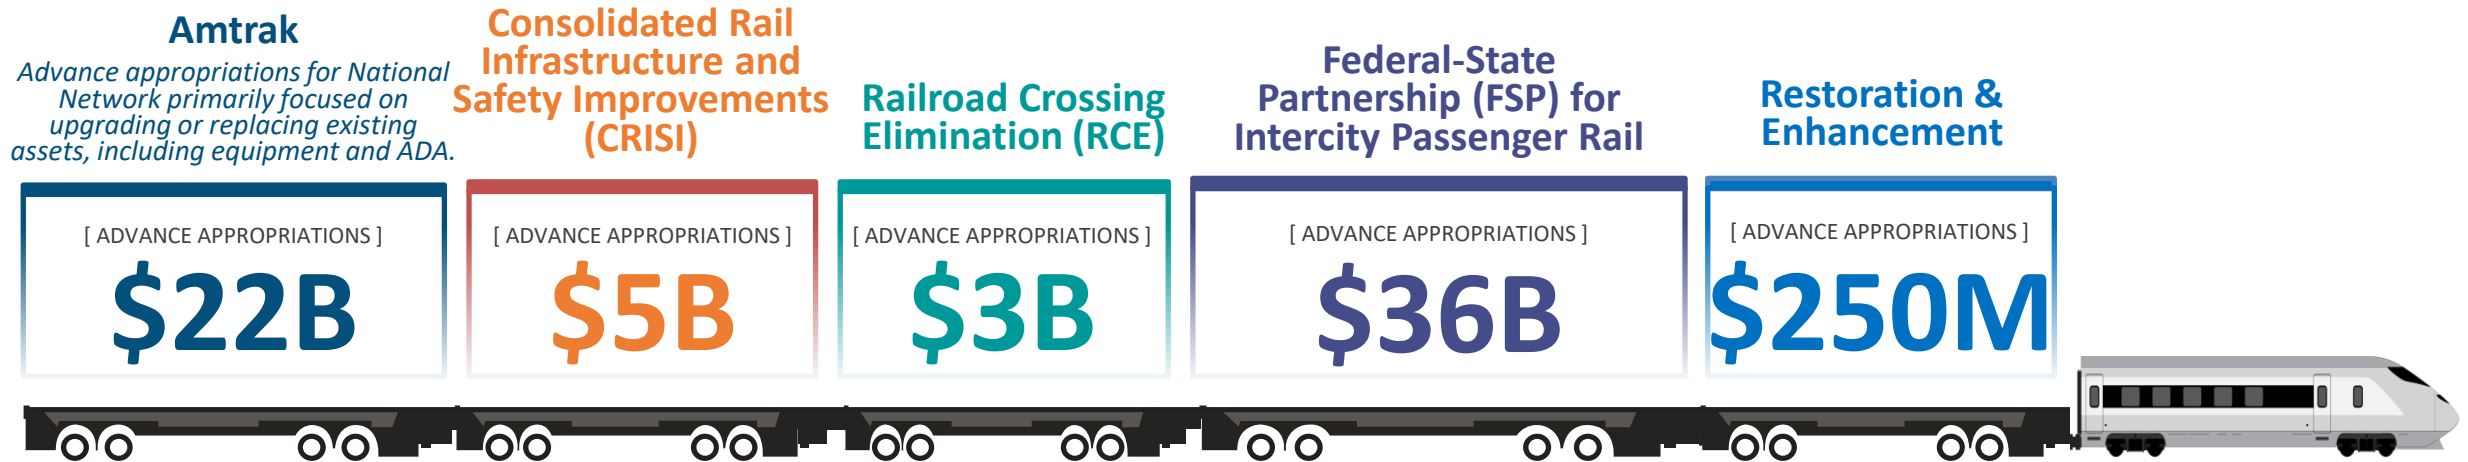 Amtrak
Advance appropriations for National
Network primarily focused on
upgrading or replacing existing
assets, including equipment and ADA.
[ ADVANCE APPROPRIATIONS ]
$22B
Consolidated Rail
Infrastructure and
Safety Improvements
(CRISI)
[ ADVANCE APPROPRIATIONS ]
$5B
Railroad Crossing
Elimination (RCE)
[ ADVANCE APPROPRIATIONS ]
$3B
Federal-State
Partnership (FSP) for
Intercity Passenger Rail
[ ADVANCE APPROPRIATIONS ]
$36B
Restoration &
Enhancement
[ ADVANCE APPROPRIATIONS ]
$250M